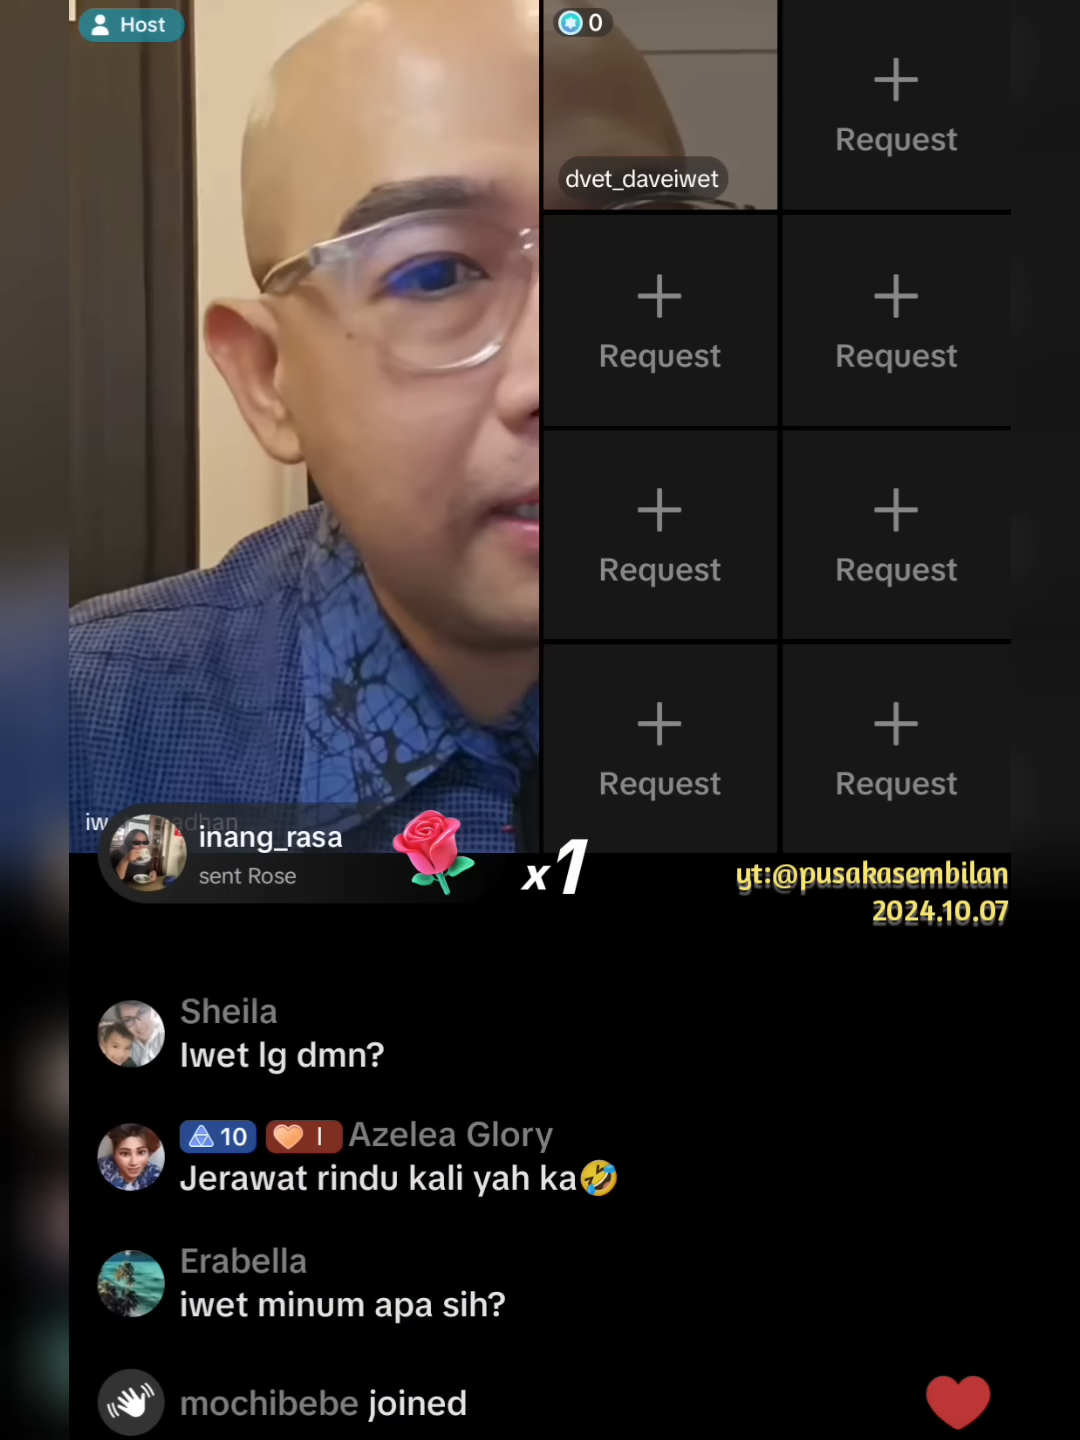 Host
0
dvet_daveiwet
Request
Request
Request
Request
Request
Request
Request
inang_rasa
sent Rose
x1
yt:@pusakasembilan
2024.10.07
Sheila
Iwet lg dmn?
10 I Azelea Glory
Jerawat rindu kali yah ka🤣
Erabella
iwet minum apa sih?
mochibebe joined